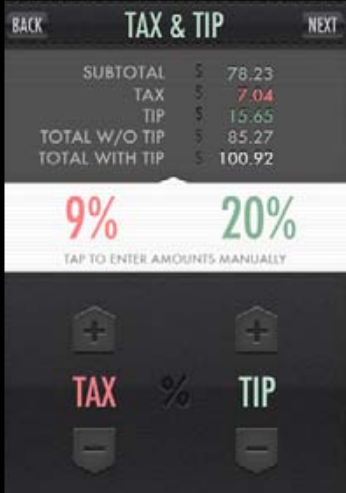 BACK TAX & TIP NEXT
SUBTOTAL $ 78.23
TAX $ 7.04
TIP $ 15.65
TOTAL W/O TIP $ 85.27
TOTAL WITH TIP $ 100.92
9% 20%
TAP TO ENTER AMOUNTS MANUALLY
+ +
TAX % TIP
- -